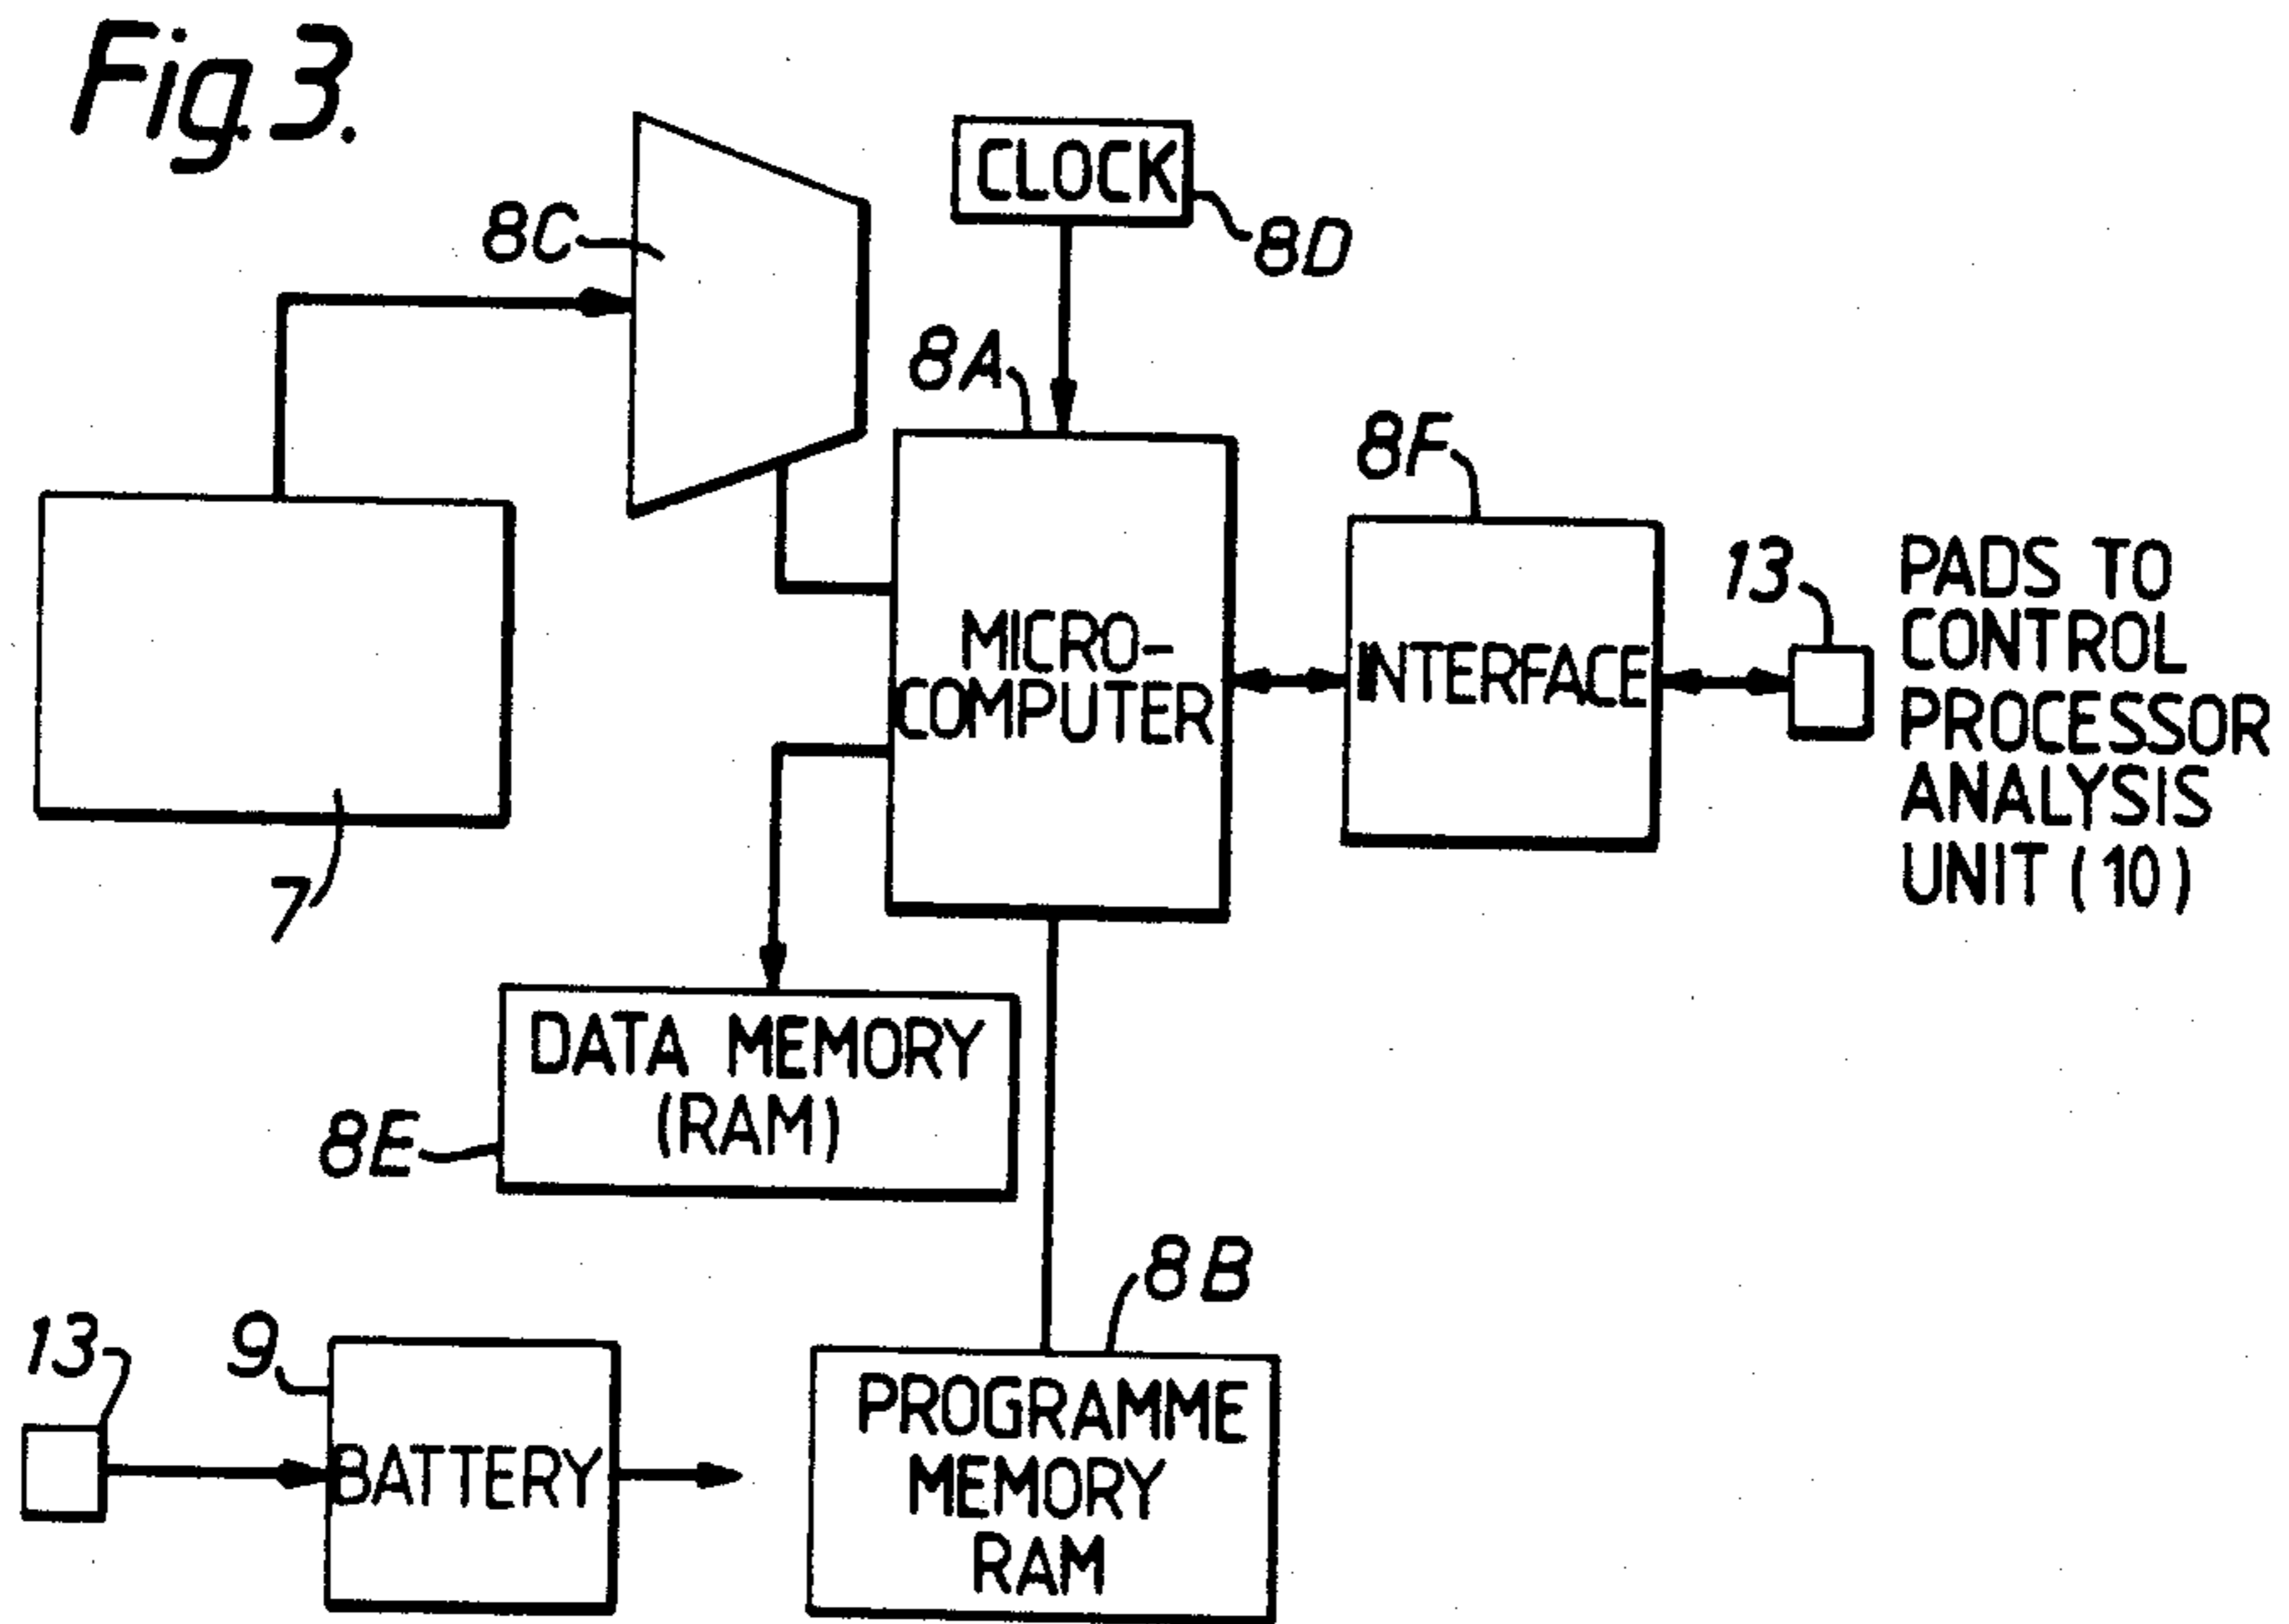 Fig.3.
CLOCK
8C
8D
8A
8F
13
PADS TO
CONTROL
PROCESSOR
ANALYSIS
UNIT (10)
MICRO-
COMPUTER
INTERFACE
7
DATA MEMORY
(RAM)
8E
8B
13
9
BATTERY
PROGRAMME
MEMORY
RAM